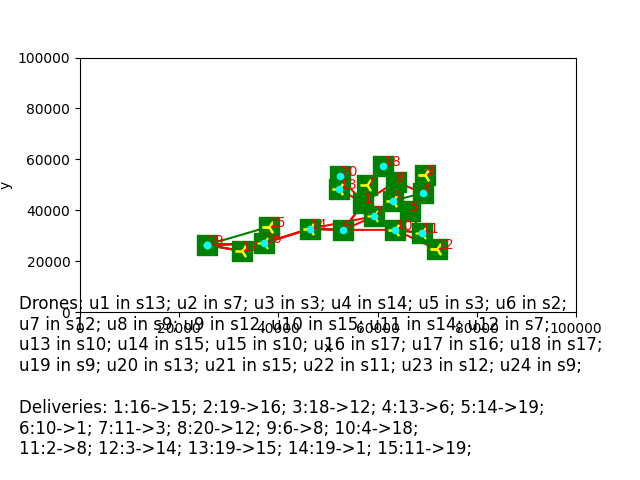 100000
80000
60000
40000
20000
0
y
0 20000 40000 60000 80000 100000
x
18
12
11
14
Drones: u1 in s13; u2 in s7; u3 in s3; u4 in s14; u5 in s3; u6 in s2;
u7 in s12; u8 in s9; u9 in s12; u10 in s15; u11 in s14; u12 in s7;
u13 in s10; u14 in s15; u15 in s10; u16 in s17; u17 in s16; u18 in s17;
u19 in s9; u20 in s13; u21 in s15; u22 in s11; u23 in s12; u24 in s9;
Deliveries: 1:16->15; 2:19->16; 3:18->12; 4:13->6; 5:14->19;
6:10->1; 7:11->3; 8:20->12; 9:6->8; 10:4->18;
11:2->8; 12:3->14; 13:19->15; 14:19->1; 15:11->19;